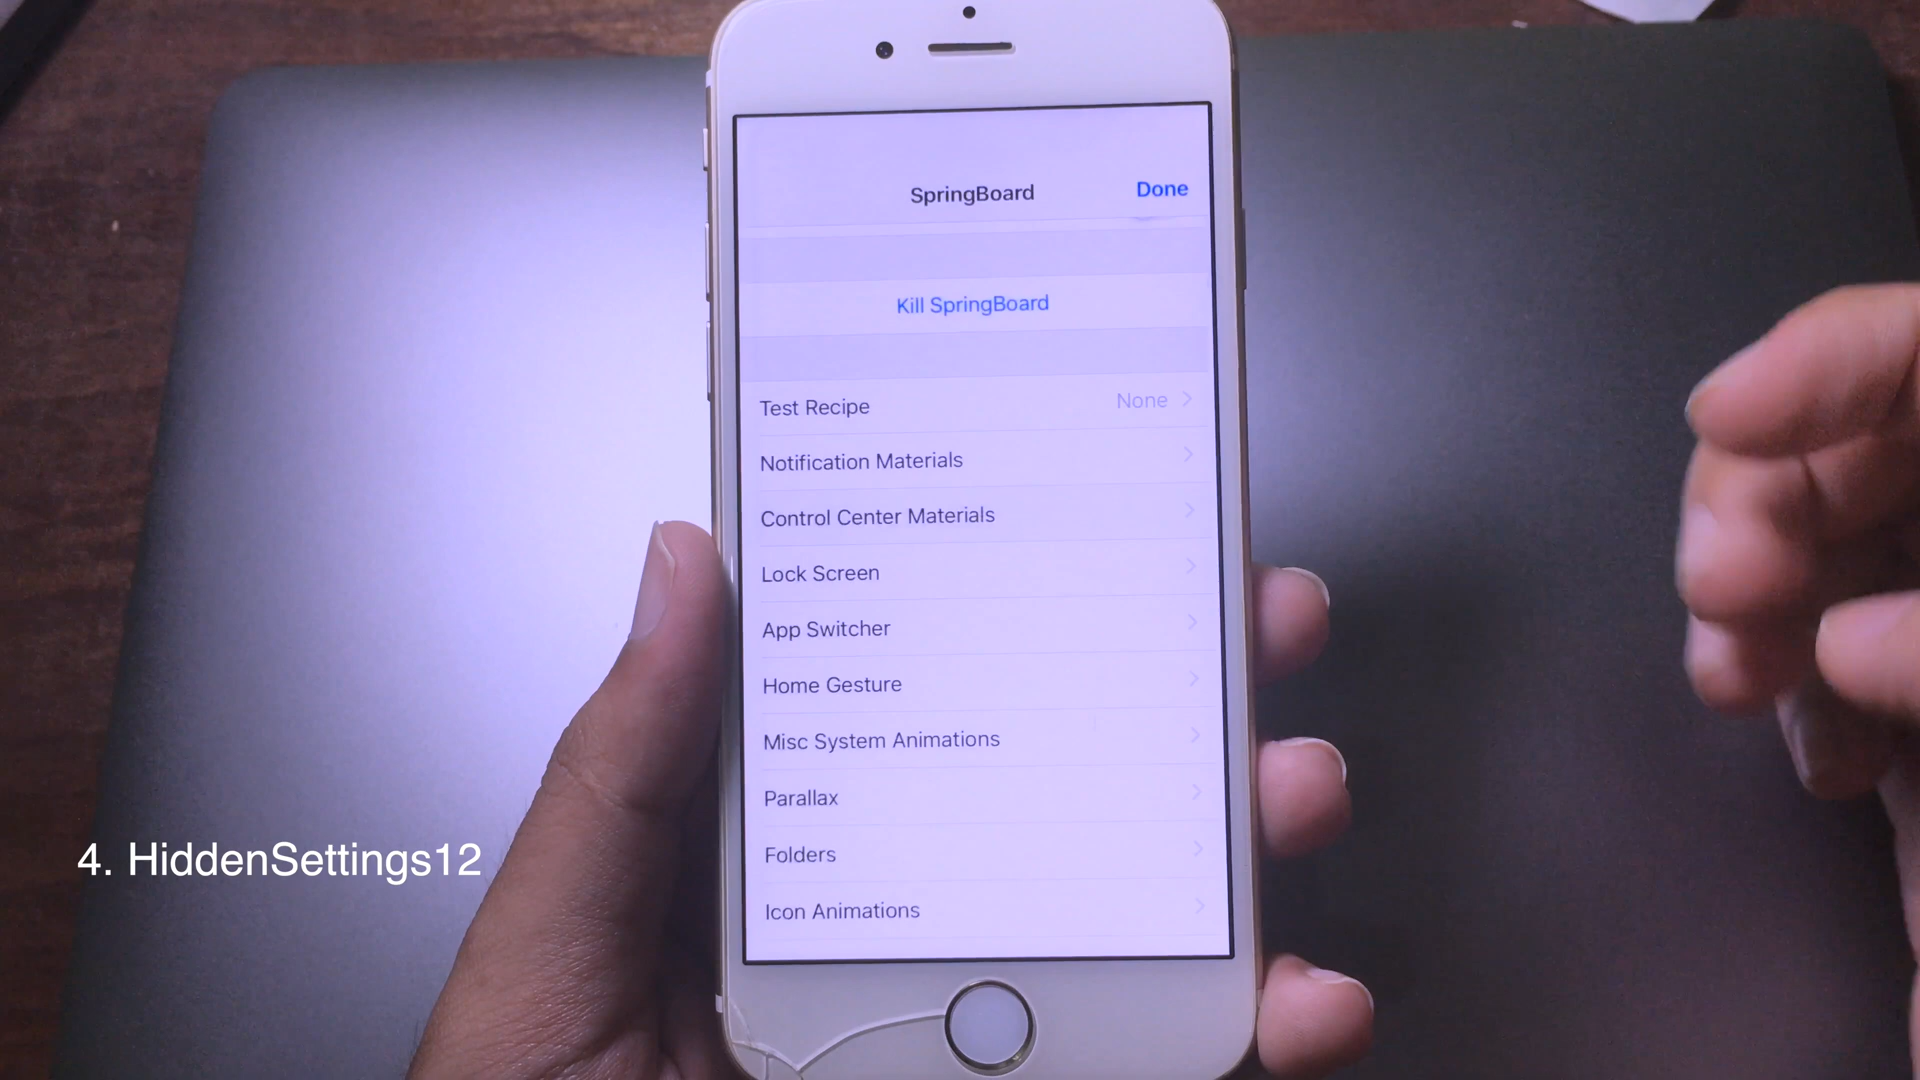 SpringBoard
Done
Kill SpringBoard
Test Recipe None
Notification Materials
Control Center Materials
Lock Screen
App Switcher
Home Gesture
Misc System Animations
Parallax
Folders
Icon Animations
4. HiddenSettings12